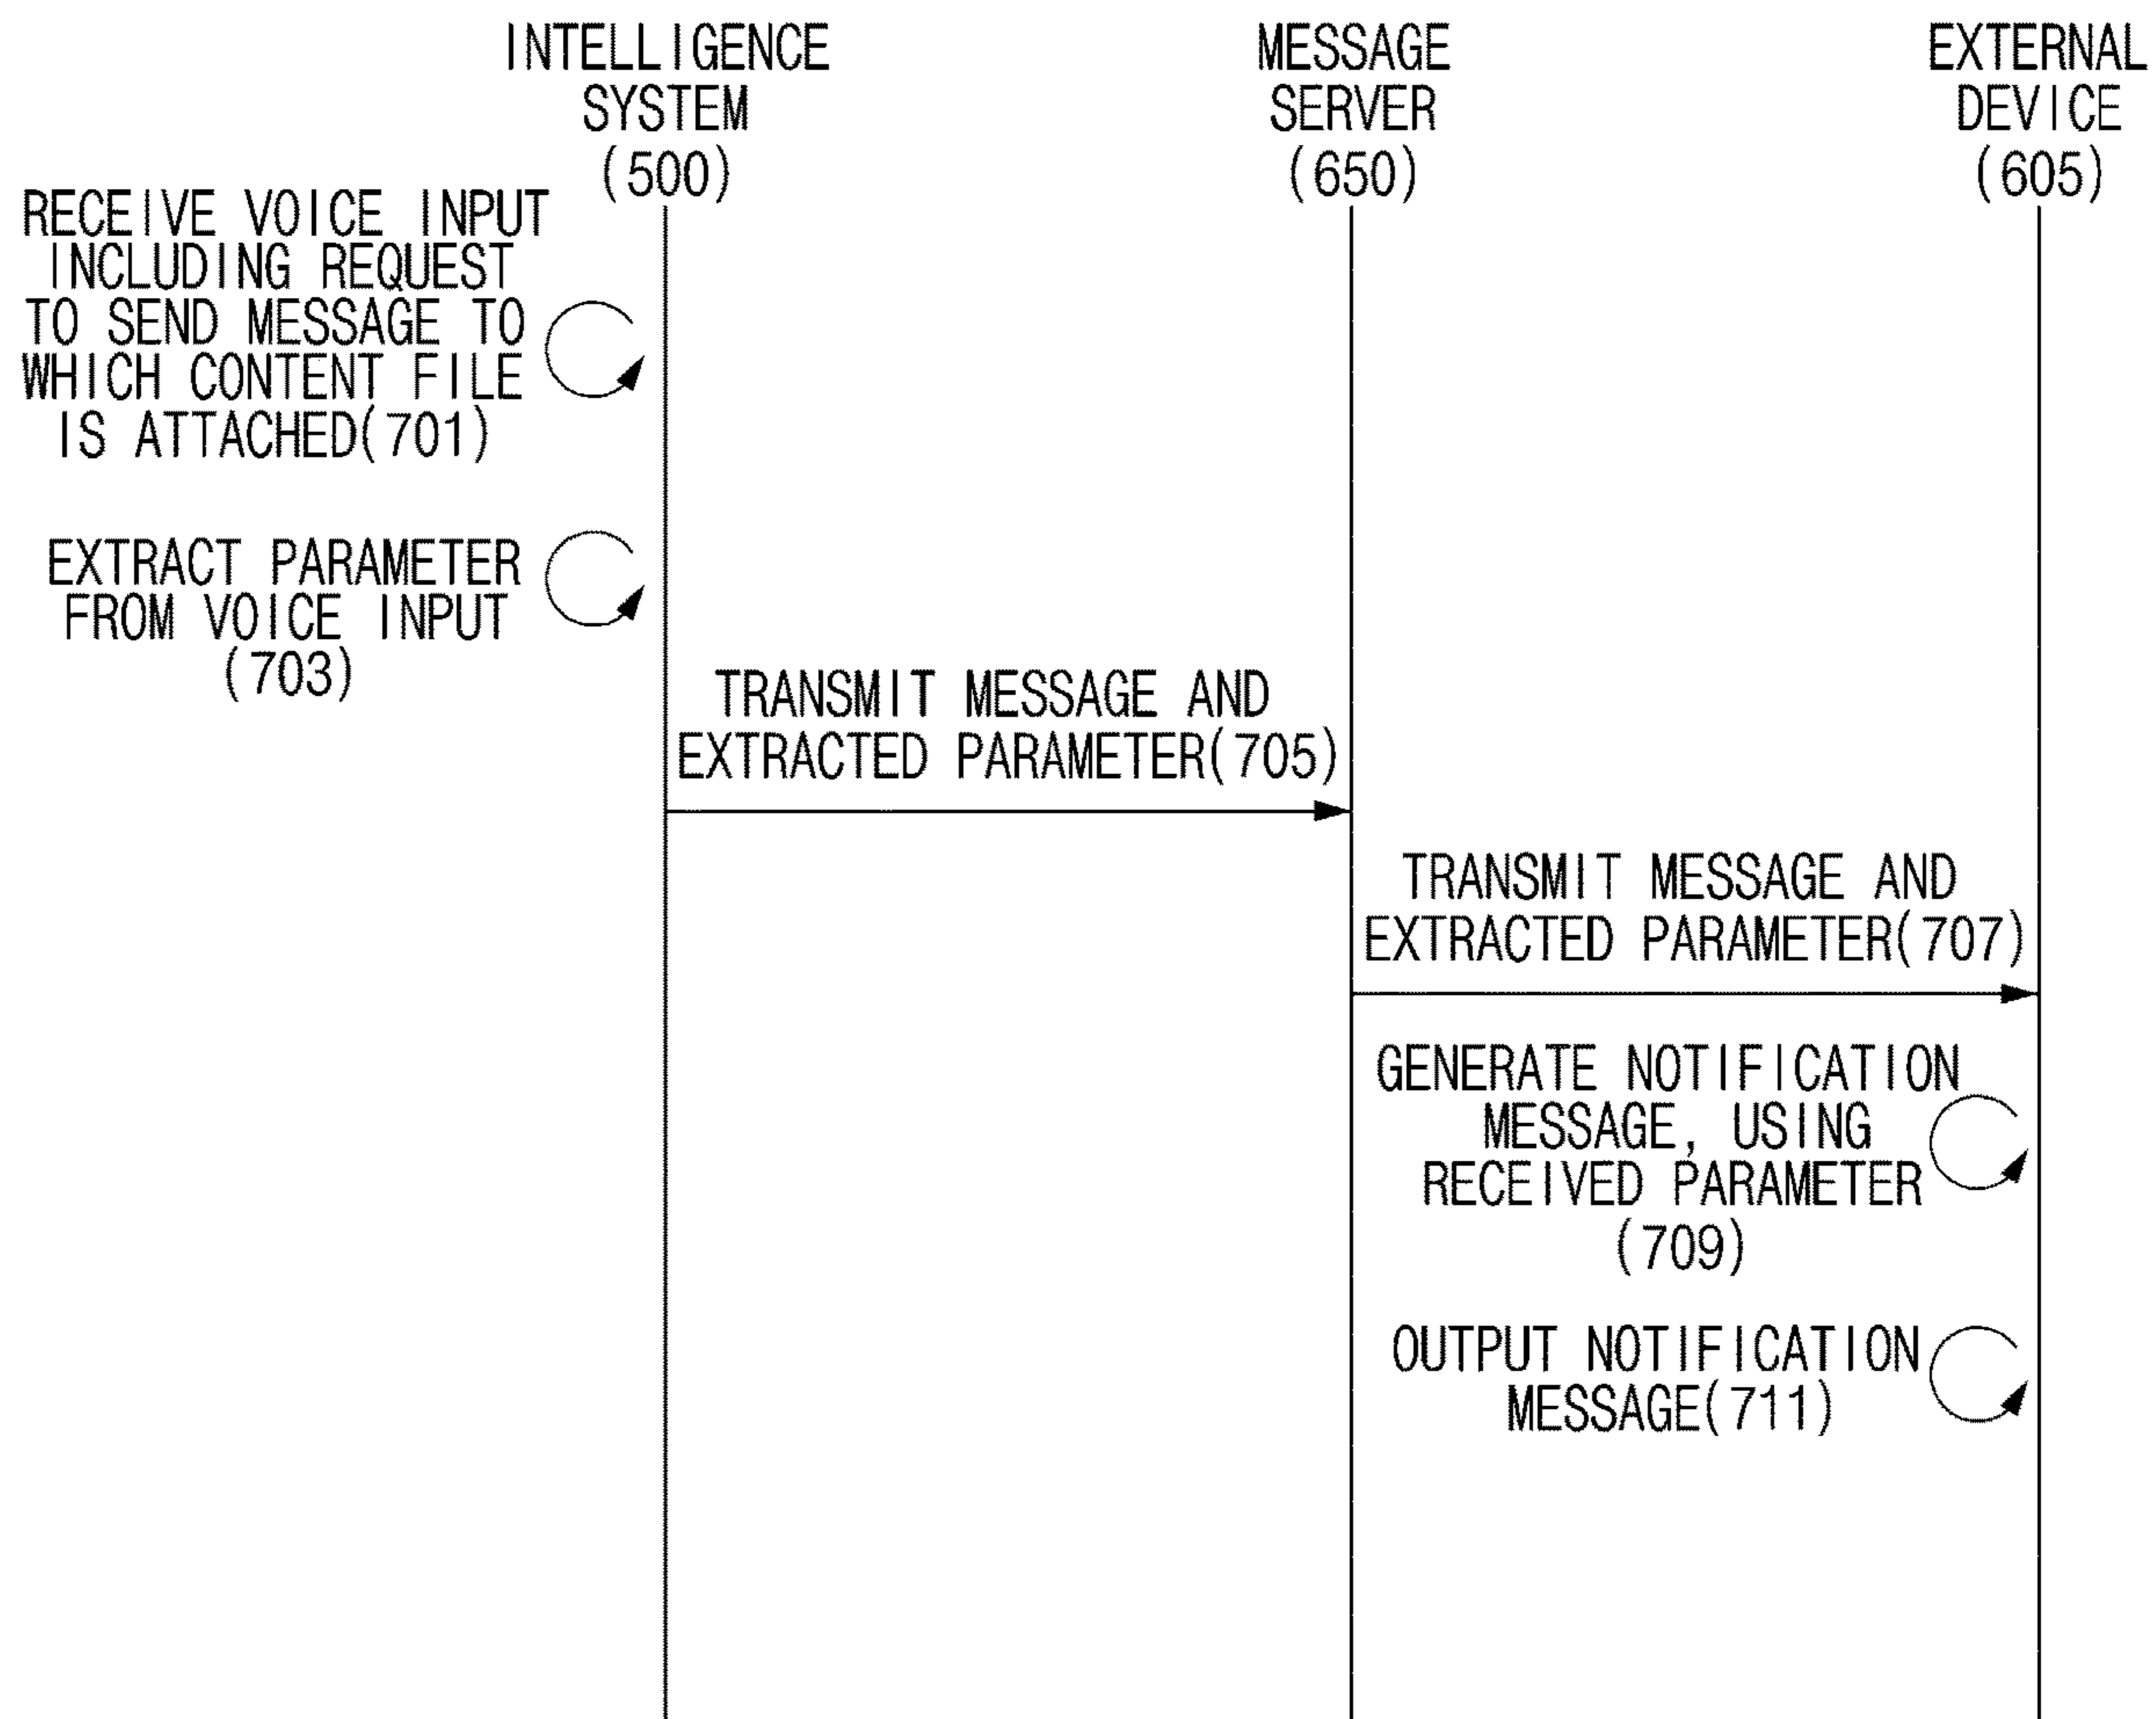 INTELLIGENCE
SYSTEM
(500)
MESSAGE
SERVER
(650)
EXTERNAL
DEVICE
(605)
RECEIVE VOICE INPUT
INCLUDING REQUEST
TO SEND MESSAGE TO
WHICH CONTENT FILE
IS ATTACHED(701)
EXTRACT PARAMETER
FROM VOICE INPUT
(703)
TRANSMIT MESSAGE AND
EXTRACTED PARAMETER(705)
TRANSMIT MESSAGE AND
EXTRACTED PARAMETER(707)
GENERATE NOTIFICATION
MESSAGE, USING
RECEIVED PARAMETER
(709)
OUTPUT NOTIFICATION
MESSAGE(711)